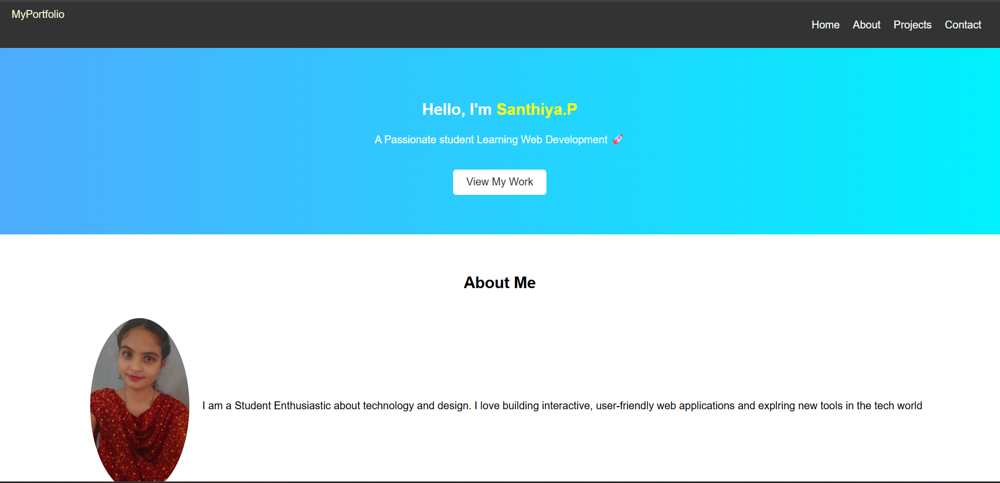 MyPortfolio
Home About Projects Contact
Hello, I'm Santhiya.P
A Passionate student Learning Web Development 🚀
View My Work
About Me
I am a Student Enthusiastic about technology and design. I love building interactive, user-friendly web applications and explring new tools in the tech world